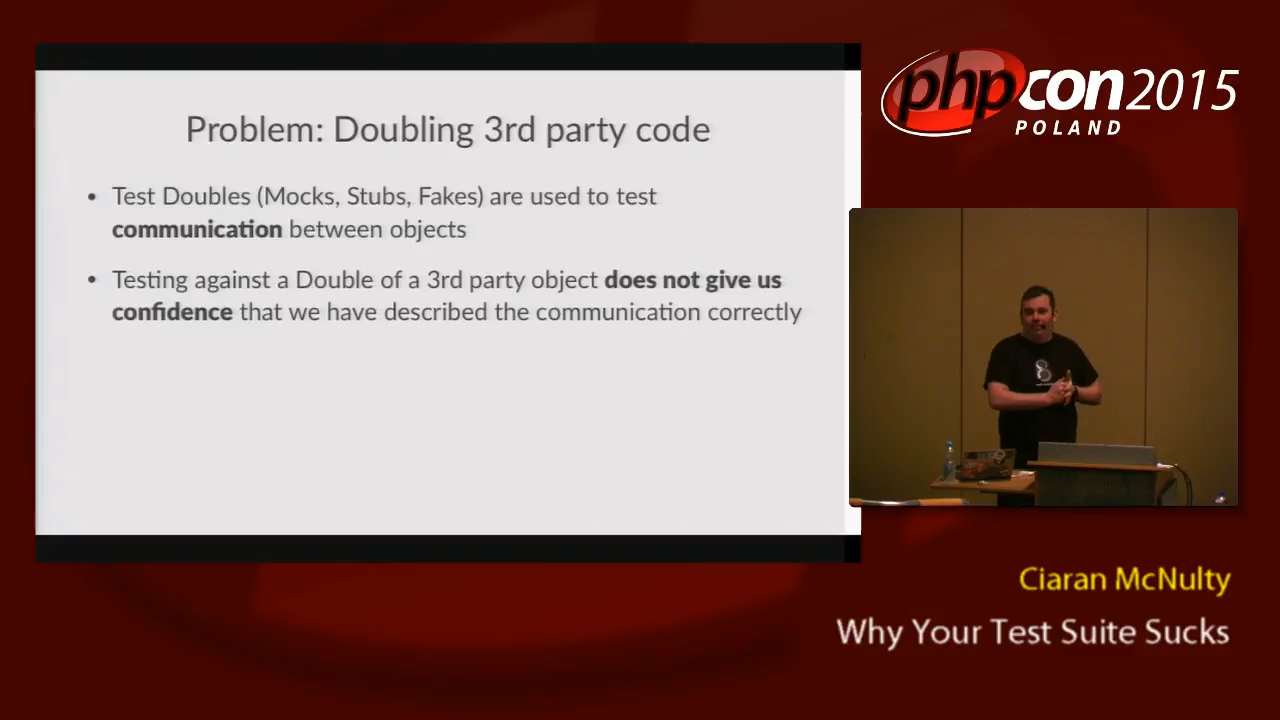 Problem: Doubling 3rd party code
• Test Doubles (Mocks, Stubs, Fakes) are used to test
communication between objects
• Testing against a Double of a 3rd party object does not give us
confidence that we have described the communication correctly
phpcon 2015
POLAND
Ciaran McNulty
Why Your Test Suite Sucks